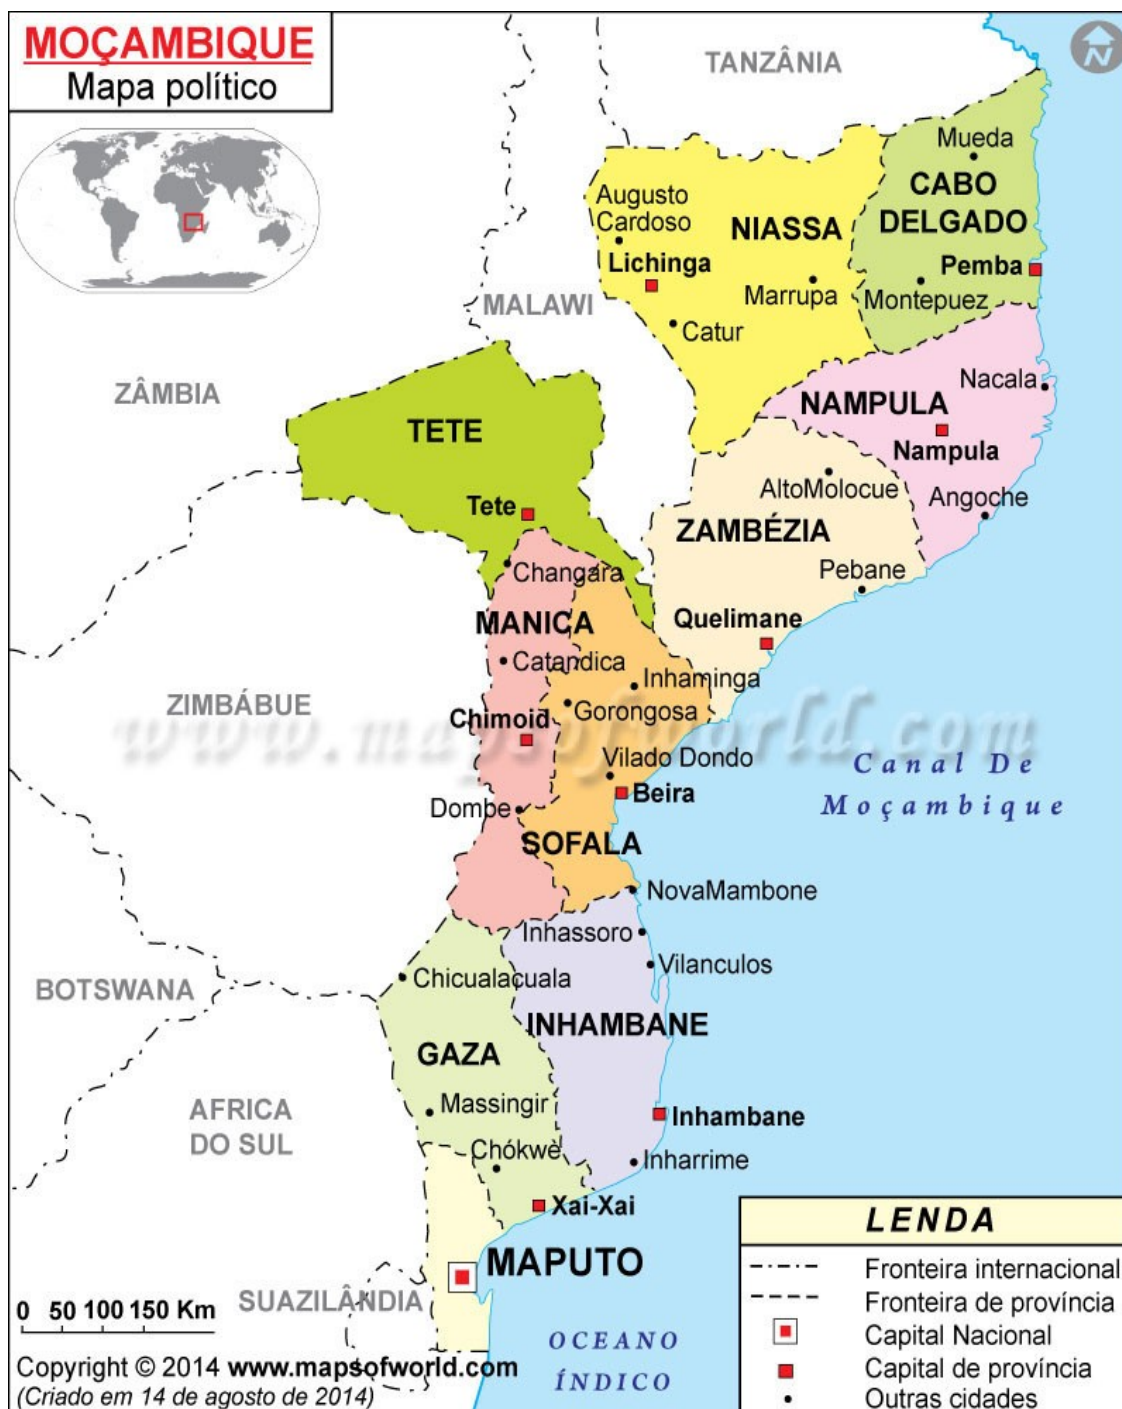 MOÇAMBIQUE
Mapa político
N
TANZÂNIA
Mueda
CABO
DELGADO
Augusto
Cardoso
NIASSA
Lichinga
Pemba
Marrupa
Montepuez
MALAWI
Catur
ZÂMBIA
Nacala
NAMPULA
TETE
Nampula
AltoMolocue
Tete
Angoche
ZAMBÉZIA
Changara
Pebane
MANICA
Quelimane
Catandica
Inhaminga
ZIMBÁBUE
Gorongosa
Chimoid
www.mapsofworld.com
Vilado Dondo
Canal De
Moçambique
Beira
Dombe
SOFALA
NovaMambone
Inhassoro
Vilanculos
Chicualacuala
BOTSWANA
INHAMBANE
GAZA
Massingir
AFRICA
DO SUL
Inhambane
Chókwè
Inharrime
Xai-Xai
MAPUTO
SUAZILÂNDIA
OCEANO
ÍNDICO
LENDA
Fronteira internacional
Fronteira de província
Capital Nacional
Capital de província
Outras cidades
0 50 100 150 Km
Copyright © 2014 www.mapsofworld.com
(Criado em 14 de agosto de 2014)